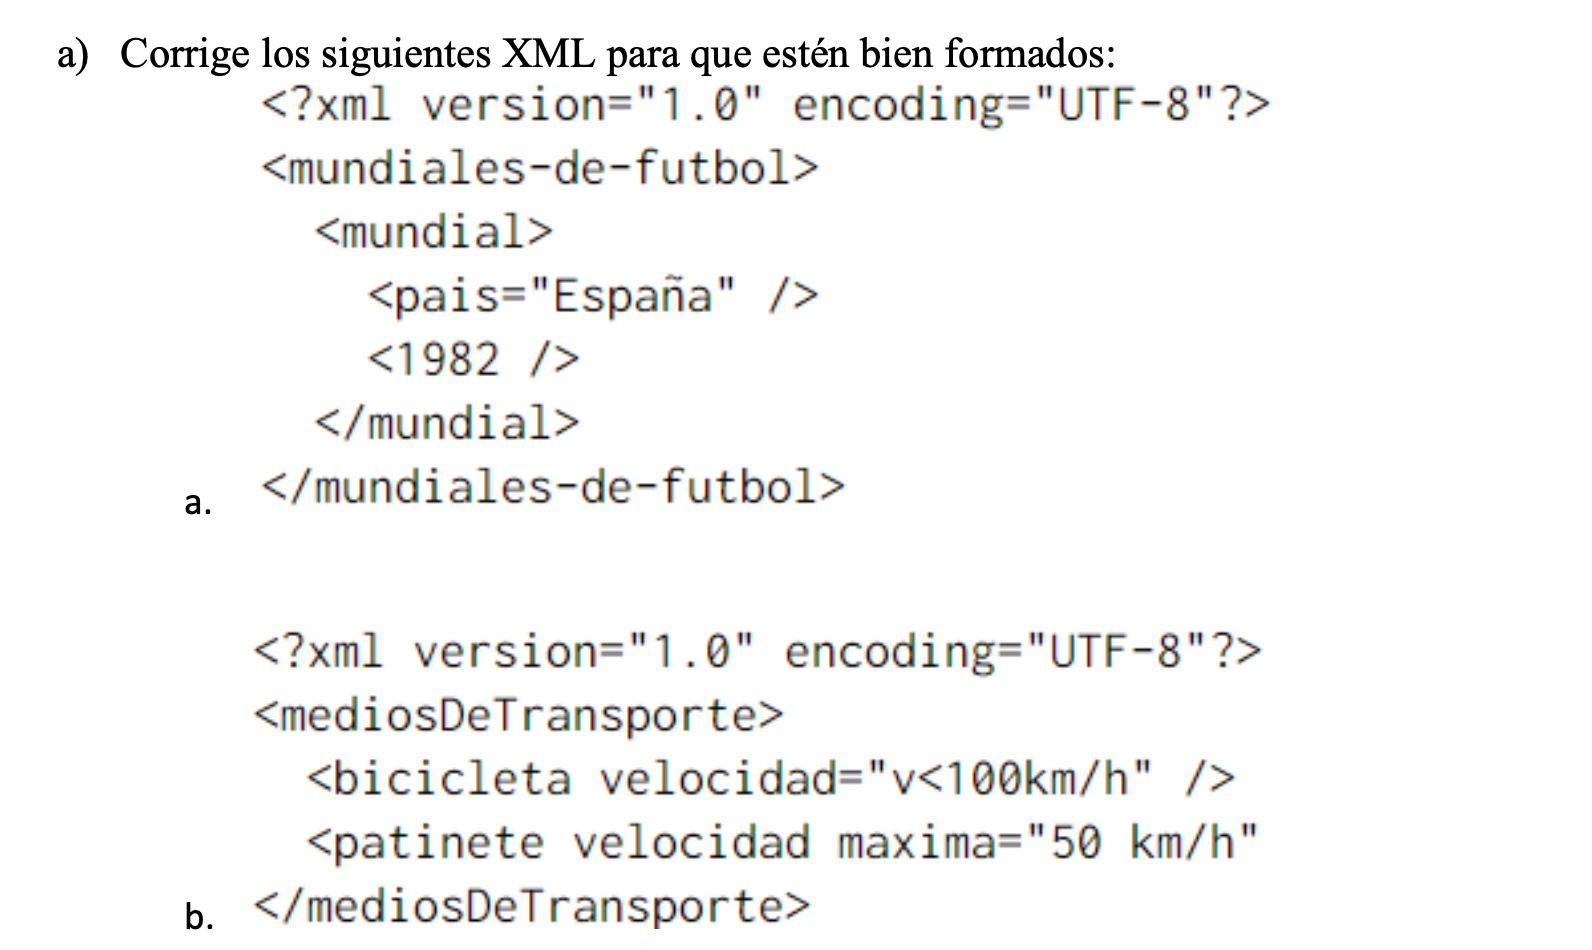 a) Corrige los siguientes XML para que estén bien formados:
<?xml version="1.0" encoding="UTF-8"?>
<mundiales-de-futbol>
<mundial>
<pais="España" />
<1982 />
</mundial>
a. </mundiales-de-futbol>
<?xml version="1.0" encoding="UTF-8"?>
<mediosDeTransporte>
<bicicleta velocidad="v<100km/h" />
<patinete velocidad maxima="50 km/h"
b. </mediosDeTransporte>